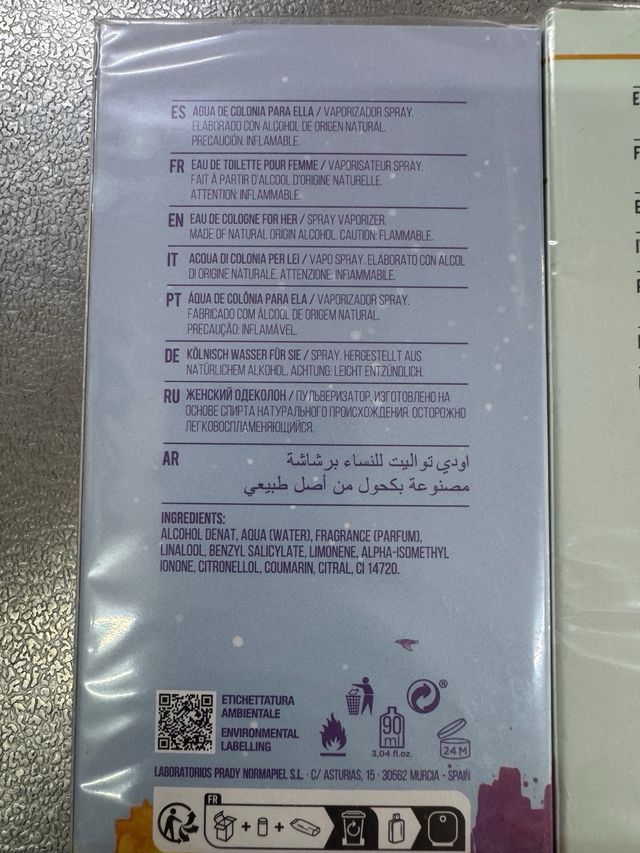 ES AGUA DE COLONIA PARA ELLA / VAPORIZADOR SPRAY.
ELABORADO CON ALCOHOL DE ORIGEN NATURAL.
PRECAUCIÓN: INFLAMABLE.
FR EAU DE TOILETTE POUR FEMME / VAPORISATEUR SPRAY.
FAIT À PARTIR D'ALCOOL D'ORIGINE NATURELLE.
ATTENTION: INFLAMMABLE.
EN EAU DE COLOGNE FOR HER / SPRAY VAPORIZER.
MADE OF NATURAL ORIGIN ALCOHOL. CAUTION: FLAMMABLE.
IT ACQUA DI COLONIA PER LEI / VAPO SPRAY. ELABORATO CON ALCOL
DI ORIGINE NATURALE. ATTENZIONE: INFIAMMABILE.
PT ÁQUA DE COLÔNIA PARA ELA / VAPORIZADOR SPRAY.
FABRICADO COM ÁLCOOL DE ORIGEM NATURAL.
PRECAUÇÃO: INFLAMÁVEL.
DE KÖLNISCH WASSER FÜR SIE / SPRAY. HERGESTELLT AUS
NATÜRLICHEM ALKOHOL. ACHTUNG: LEICHT ENTZÜNDLICH.
RU ЖЕНСКИЙ ОДЕКОЛОН / ПУЛЬВЕРИЗАТОР. ИЗГОТОВЛЕНО НА
ОСНОВЕ СПИРТА НАТУРАЛЬНОГО ПРОИСХОЖДЕНИЯ. ОСТОРОЖНО
ЛЕГКОВОСПЛАМЕНЯЮЩИЙСЯ.
AR اودي تواليت للنساء برشاشة
مصنوعة بكحول من أصل طبيعي
INGREDIENTS:
ALCOHOL DENAT, AQUA (WATER), FRAGRANCE (PARFUM),
LINALOOL, BENZYL SALICYLATE, LIMONENE, ALPHA-ISOMETHYL
IONONE, CITRONELLOL, COUMARIN, CITRAL, CI 14720.
ETICHETTATURA
AMBIENTALE
ENVIRONMENTAL
LABELLING
90
ml
3,04 fl.oz.
24M
LABORATORIOS PRADY NORMAPIEL S.L. · C/ ASTURIAS, 15 · 30562 MURCIA · SPAIN
FR